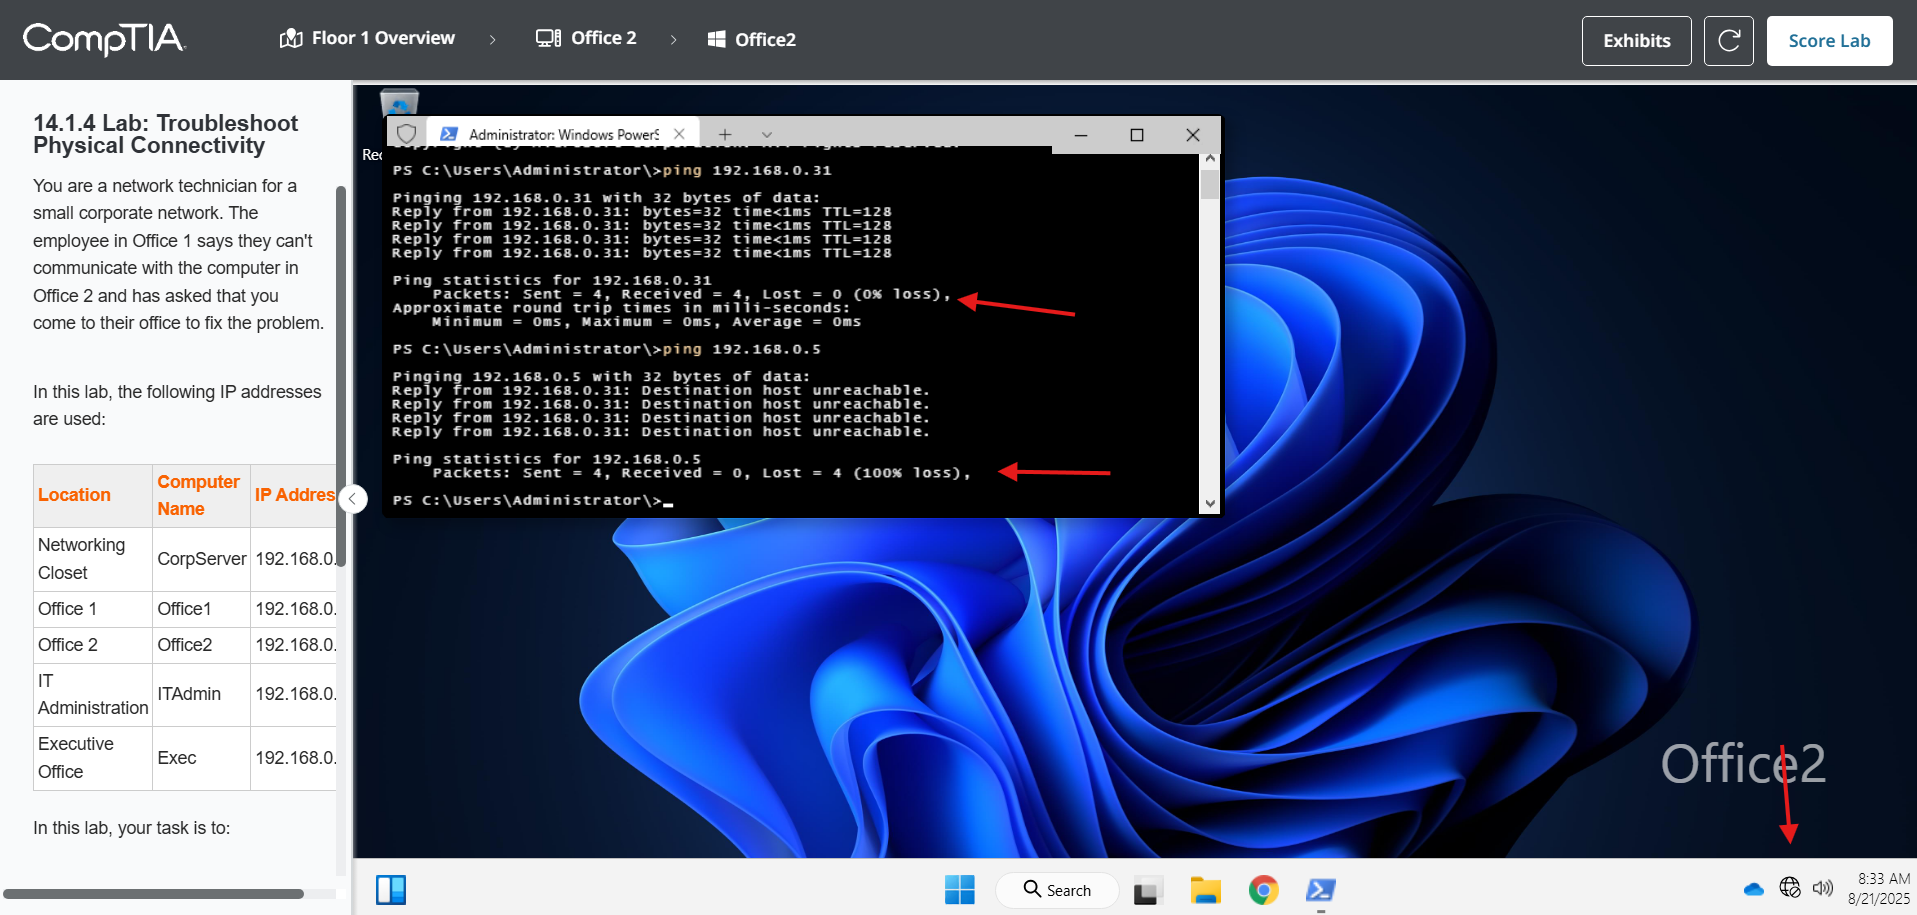 CompTIA.
Floor 1 Overview > Office 2 > Office2
Exhibits
Score Lab
14.1.4 Lab: Troubleshoot
Physical Connectivity
You are a network technician for a
small corporate network. The
employee in Office 1 says they can't
communicate with the computer in
Office 2 and has asked that you
come to their office to fix the problem.
In this lab, the following IP addresses
are used:
Location
Computer
Name
IP Addres
Networking
Closet
CorpServer
192.168.0.
Office 1
Office1
192.168.0.
Office 2
Office2
192.168.0.
IT
Administration
ITAdmin
192.168.0.
Executive
Office
Exec
192.168.0.
In this lab, your task is to:
Rec
Administrator: Windows PowerS
PS C:\Users\Administrator\>ping 192.168.0.31
Pinging 192.168.0.31 with 32 bytes of data:
Reply from 192.168.0.31: bytes=32 time<1ms TTL=128
Reply from 192.168.0.31: bytes=32 time<1ms TTL=128
Reply from 192.168.0.31: bytes=32 time<1ms TTL=128
Reply from 192.168.0.31: bytes=32 time<1ms TTL=128
Ping statistics for 192.168.0.31
Packets: Sent = 4, Received = 4, Lost = 0 (0% loss),
Approximate round trip times in milli-seconds:
Minimum = 0ms, Maximum = 0ms, Average = 0ms
PS C:\Users\Administrator\>ping 192.168.0.5
Pinging 192.168.0.5 with 32 bytes of data:
Reply from 192.168.0.31: Destination host unreachable.
Reply from 192.168.0.31: Destination host unreachable.
Reply from 192.168.0.31: Destination host unreachable.
Reply from 192.168.0.31: Destination host unreachable.
Ping statistics for 192.168.0.5
Packets: Sent = 4, Received = 0, Lost = 4 (100% loss),
PS C:\Users\Administrator\>
Office2
Search
8:33 AM
8/21/2025